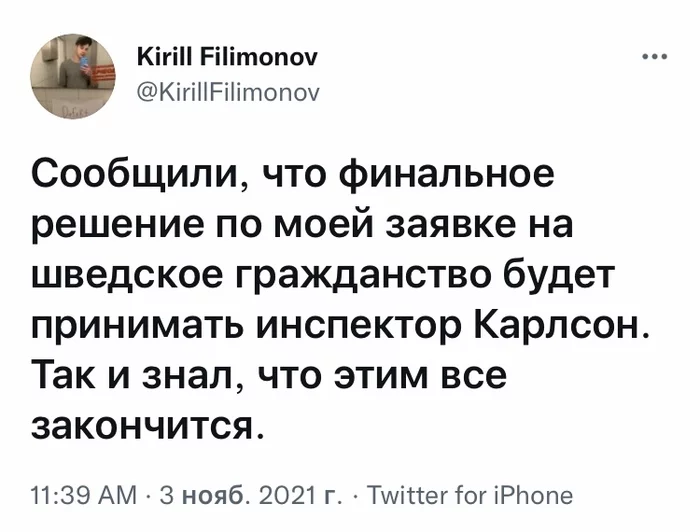 Kirill Filimonov
@KirillFilimonov
Сообщили, что финальное
решение по моей заявке на
шведское гражданство будет
принимать инспектор Карлсон.
Так и знал, что этим все
закончится.
11:39 AM · 3 нояб. 2021 г. · Twitter for iPhone